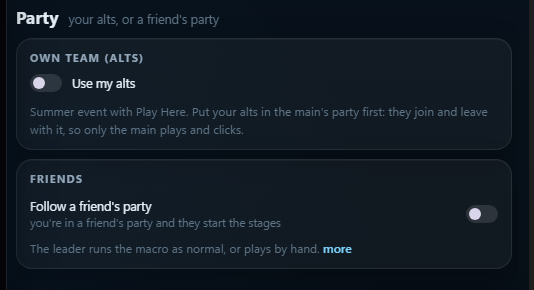 Party your alts, or a friend's party
OWN TEAM (ALTS)
Use my alts
Summer event with Play Here. Put your alts in the main's party first: they join and leave
with it, so only the main plays and clicks.
FRIENDS
Follow a friend's party
you're in a friend's party and they start the stages
The leader runs the macro as normal, or plays by hand. more